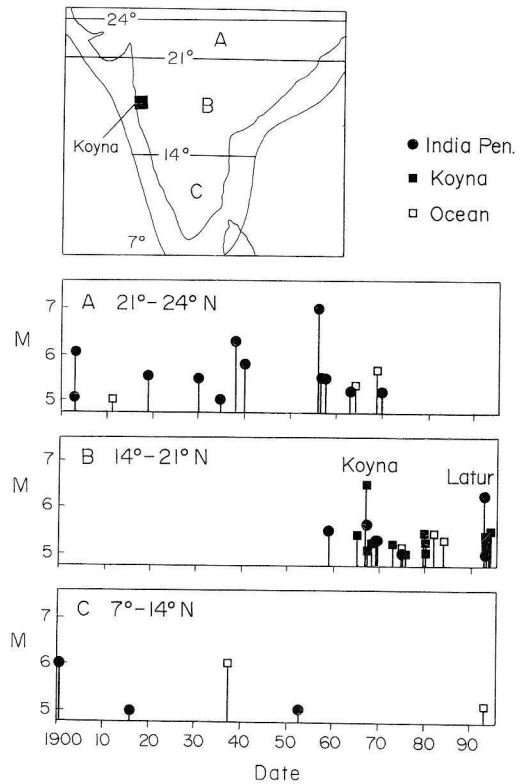 24°
A
21°
B
Koyna
14°
C
7°
● India Pen.
■ Koyna
□ Ocean
A 21°–24° N
7
M 6
5
B 14°–21° N
Koyna
Latur
7
M 6
5
C 7°–14° N
7
M 6
5
1900 10 20 30 40 50 60 70 80 90
Date